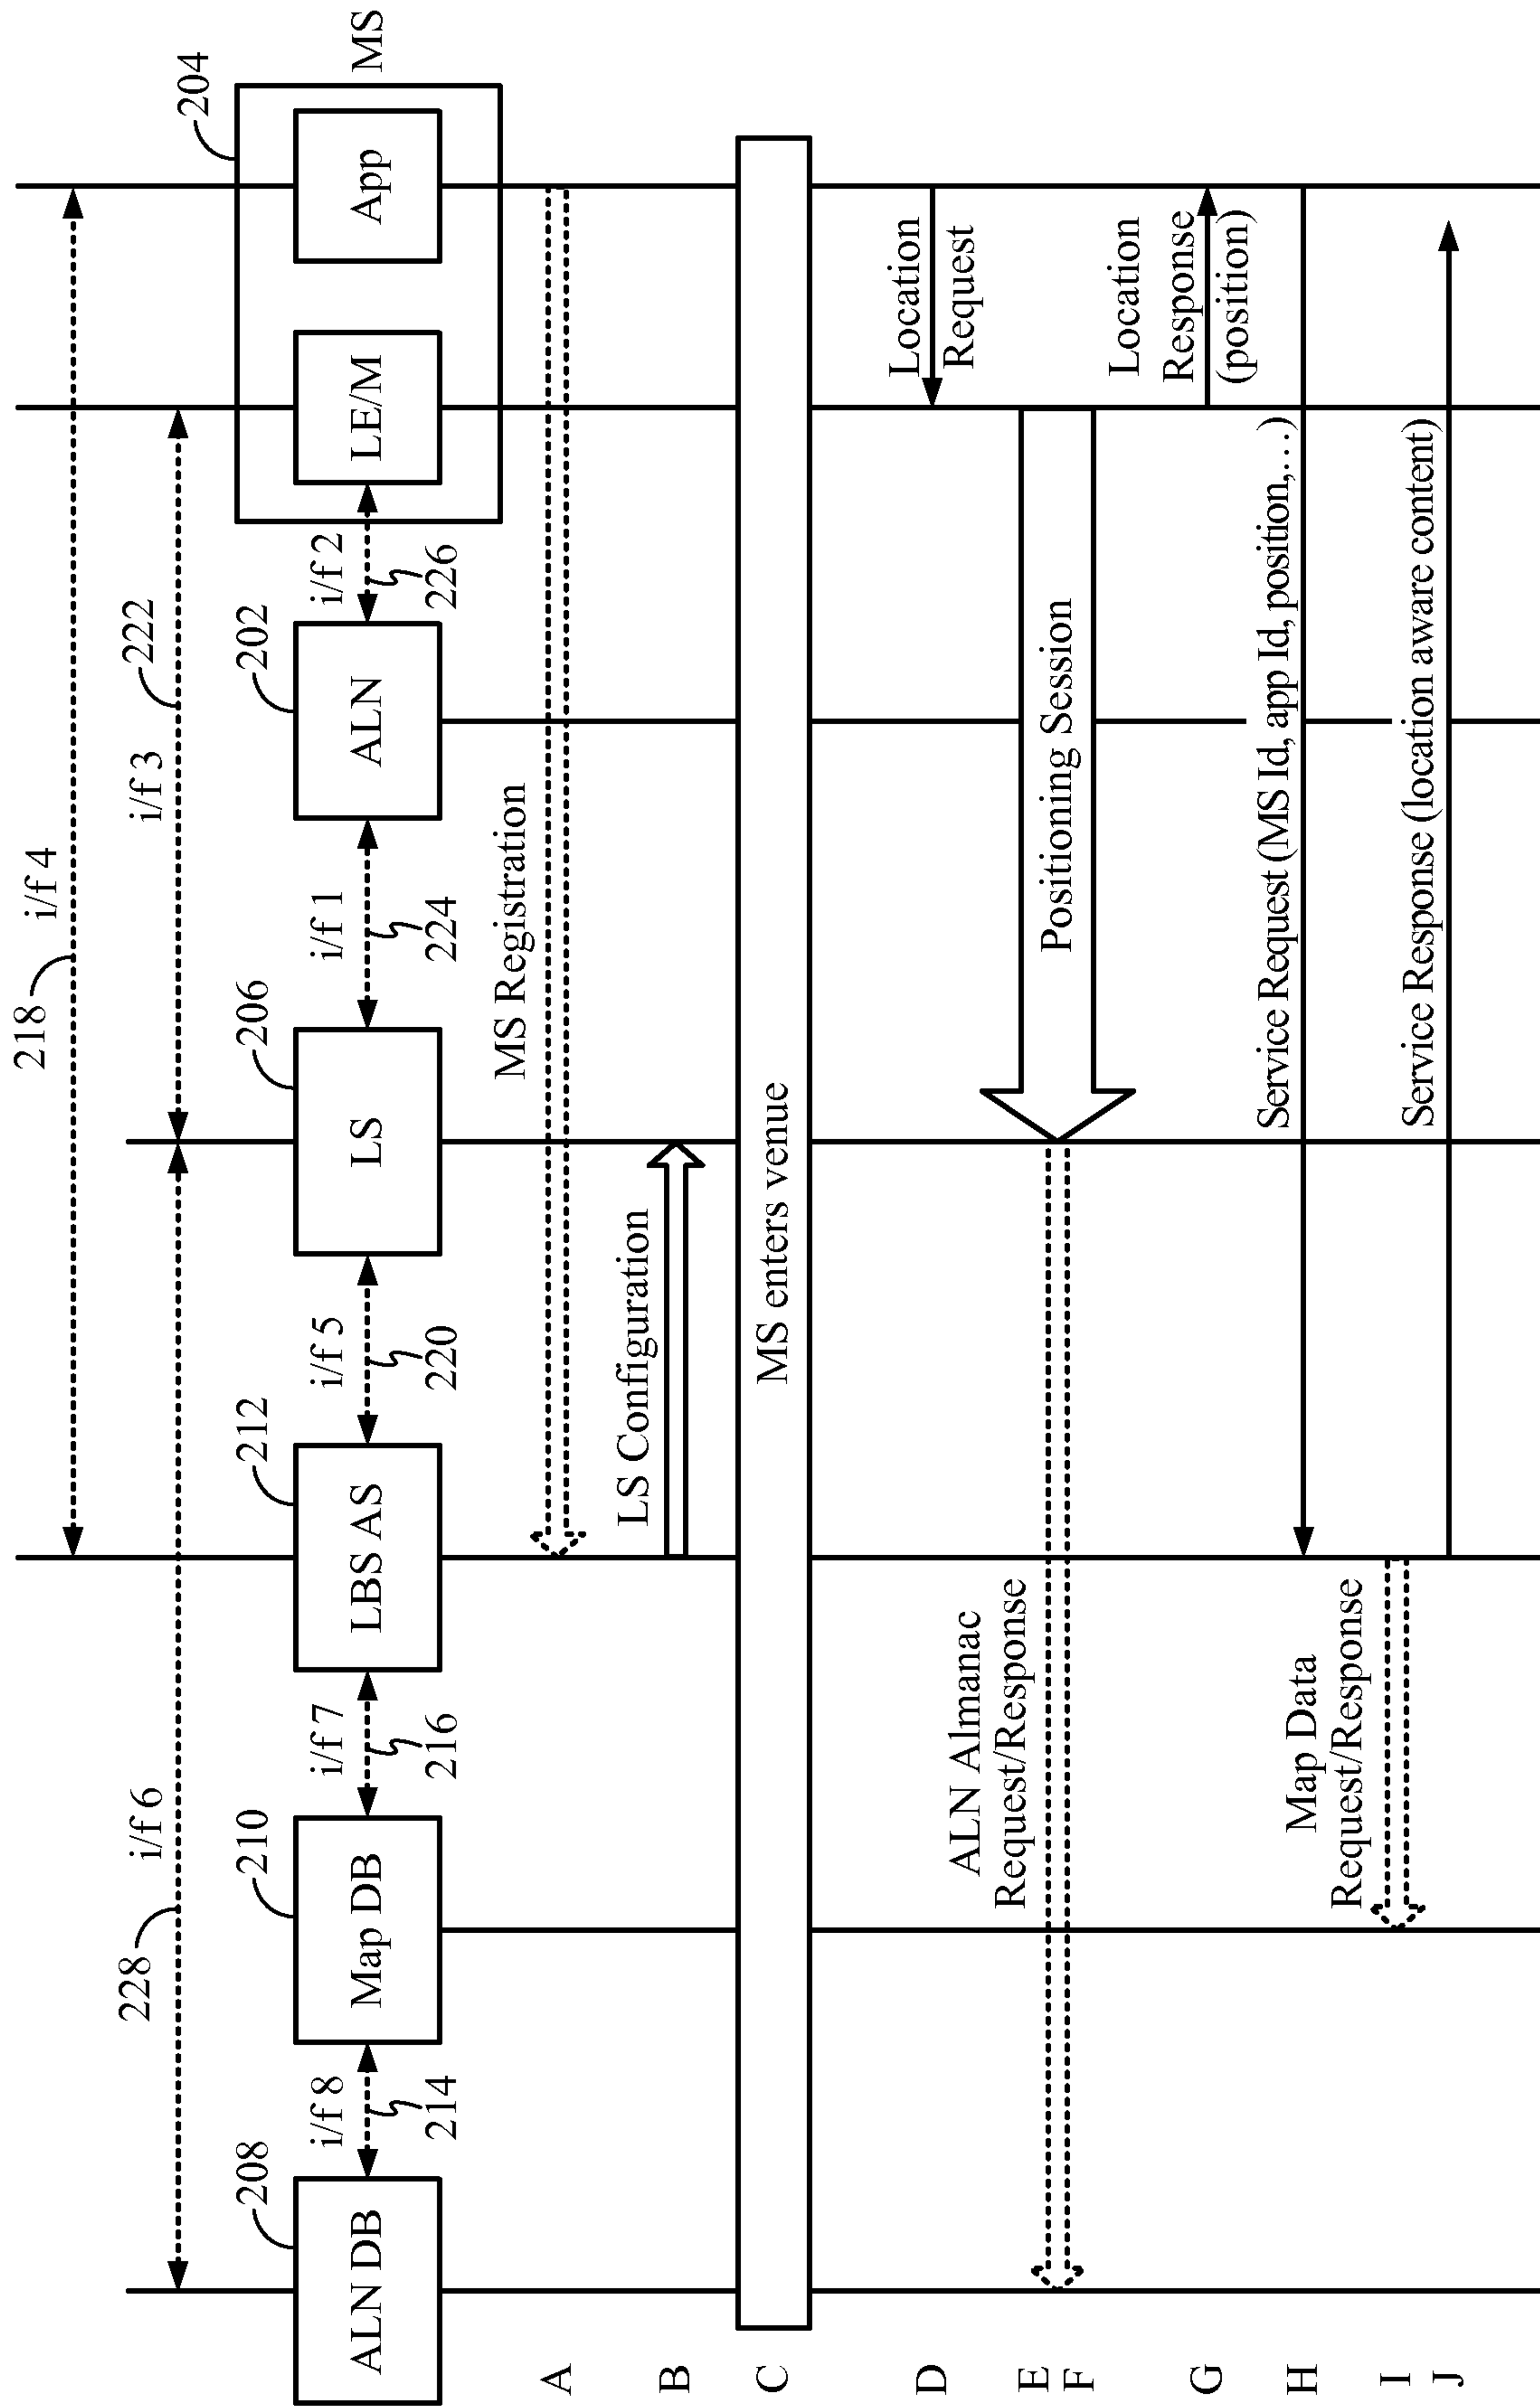 218
i/f 4
228
i/f 6
i/f 3
222
208
210
212
206
202
204
ALN DB
i/f 8
214
Map DB
i/f 7
216
LBS AS
i/f 5
220
LS
i/f 1
224
ALN
i/f 2
226
LE/M
App
MS
A
MS Registration
B
LS Configuration
C
MS enters venue
D
Location
Request
E
F
ALN Almanac
Request/Response
Positioning Session
G
Location
Response
(position)
H
Service Request (MS Id, app Id, position,...)
I
Map Data
Request/Response
J
Service Response (location aware content)